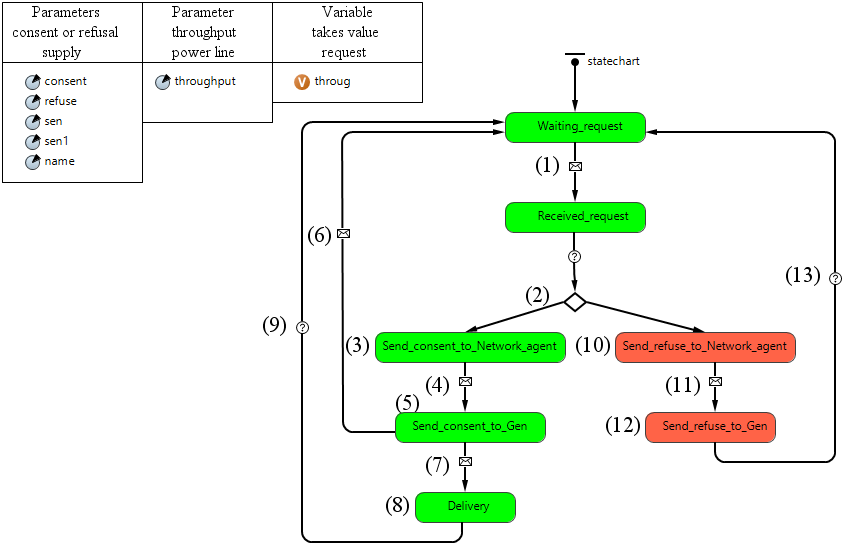 Parameters
consent or refusal
supply
Parameter
throughput
power line
Variable
takes value
request
consent
refuse
sen
sen1
name
throughput
V throug
statechart
Waiting_request
(1)
Received_request
(6)
?
(13)
?
(2)
(9)
?
(3)
Send_consent_to_Network_agent
(10)
Send_refuse_to_Network_agent
(4)
(11)
(5)
Send_consent_to_Gen
(12)
Send_refuse_to_Gen
(7)
(8)
Delivery